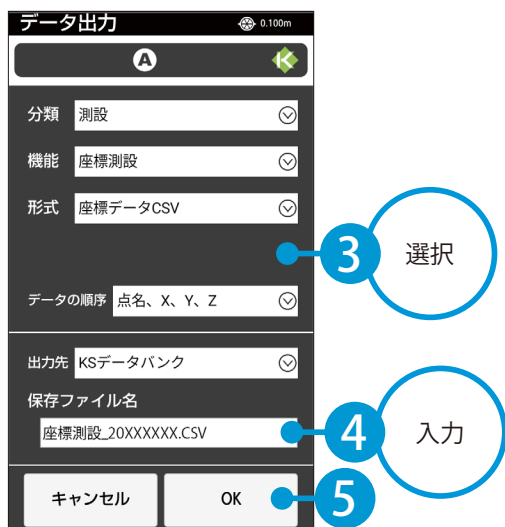 データ出力 0.100m
A
分類 測設
機能 座標測設
形式 座標データCSV
3 選択
データの順序 点名、X、Y、Z
出力先 KSデータバンク
保存ファイル名
座標測設_20XXXXXX.CSV
4 入力
キャンセル OK 5